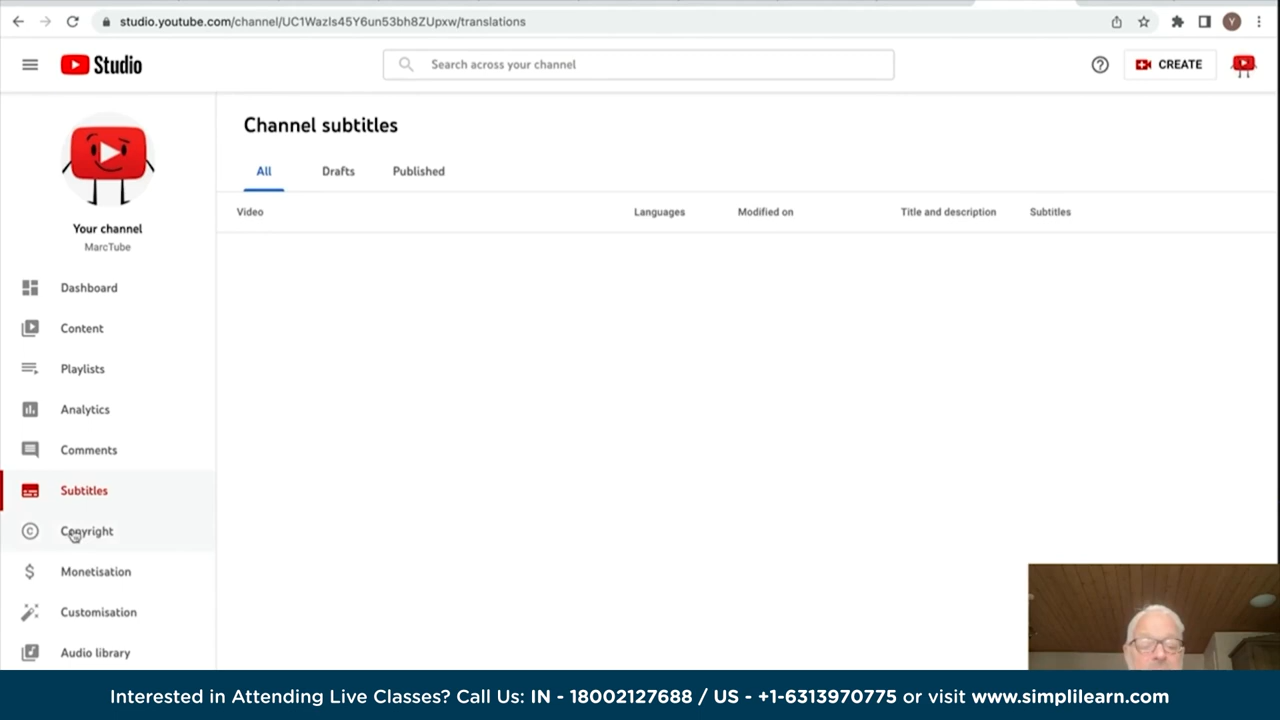 studio.youtube.com/channel/UC1WazIs45Y6un53bh8ZUpxw/translations
Studio
Search across your channel
CREATE
Y
Channel subtitles
All Drafts Published
Video Languages Modified on Title and description Subtitles
Your channel
MarcTube
Dashboard
Content
Playlists
Analytics
Comments
Subtitles
Copyright
Monetisation
Customisation
Audio library
Interested in Attending Live Classes? Call Us: IN - 18002127688 / US - +1-6313970775 or visit www.simplilearn.com